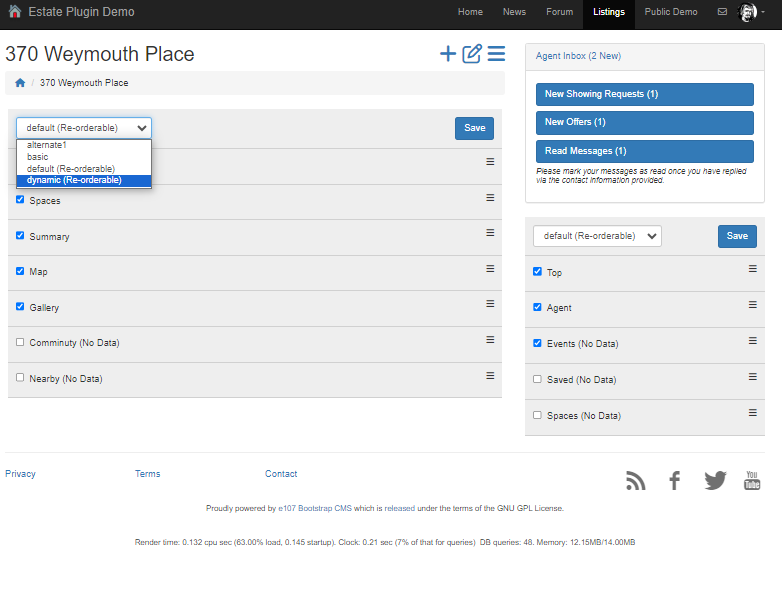 Estate Plugin Demo
Home News Forum Listings Public Demo
370 Weymouth Place
/ 370 Weymouth Place
default (Re-orderable)
Save
alternate1
basic
default (Re-orderable)
dynamic (Re-orderable)
Spaces
Summary
Map
Gallery
Comminuty (No Data)
Nearby (No Data)
Agent Inbox (2 New)
New Showing Requests (1)
New Offers (1)
Read Messages (1)
Please mark your messages as read once you have replied
via the contact information provided.
default (Re-orderable)
Save
Top
Agent
Events (No Data)
Saved (No Data)
Spaces (No Data)
Privacy Terms Contact
You
Tube
Proudly powered by e107 Bootstrap CMS which is released under the terms of the GNU GPL License.
Render time: 0.132 cpu sec (63.00% load, 0.145 startup). Clock: 0.21 sec (7% of that for queries) DB queries: 48. Memory: 12.15MB/14.00MB